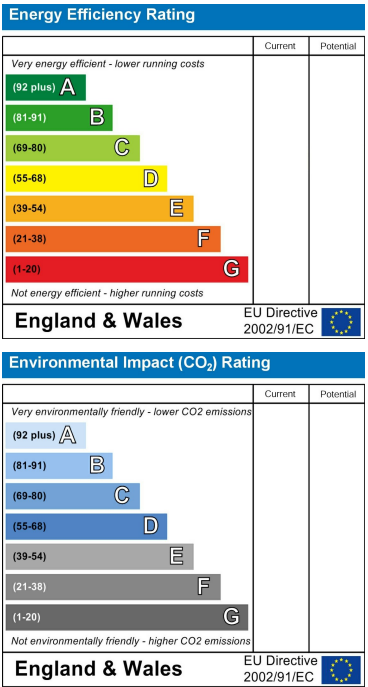 Energy Efficiency Rating
Current Potential
Very energy efficient - lower running costs
(92 plus) A
(81-91) B
(69-80) C
(55-68) D
(39-54) E
(21-38) F
(1-20) G
Not energy efficient - higher running costs
England & Wales
EU Directive
2002/91/EC
Environmental Impact (CO₂) Rating
Current Potential
Very environmentally friendly - lower CO2 emissions
(92 plus) A
(81-91) B
(69-80) C
(55-68) D
(39-54) E
(21-38) F
(1-20) G
Not environmentally friendly - higher CO2 emissions
England & Wales
EU Directive
2002/91/EC